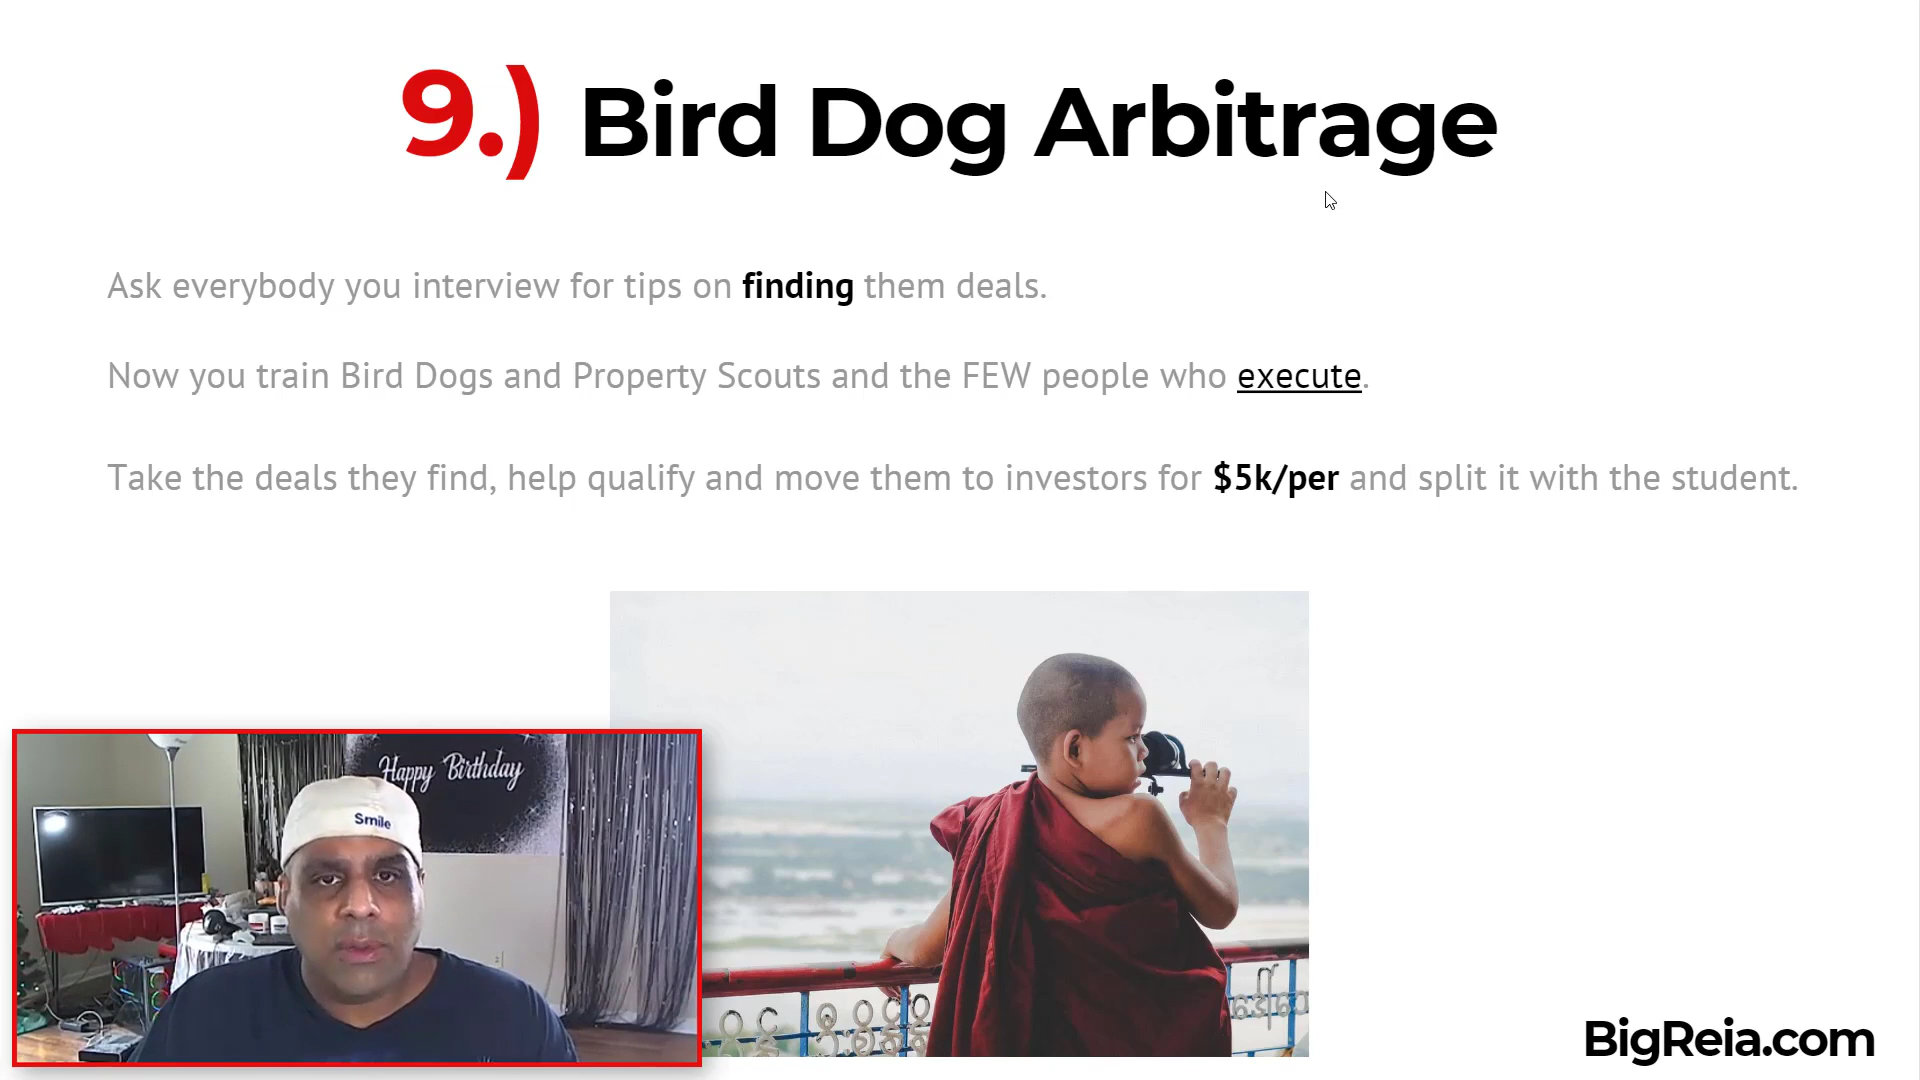 9.) Bird Dog Arbitrage
Ask everybody you interview for tips on finding them deals.
Now you train Bird Dogs and Property Scouts and the FEW people who execute.
Take the deals they find, help qualify and move them to investors for $5k/per and split it with the student.
Happy Birthday
Smile
BigReia.com